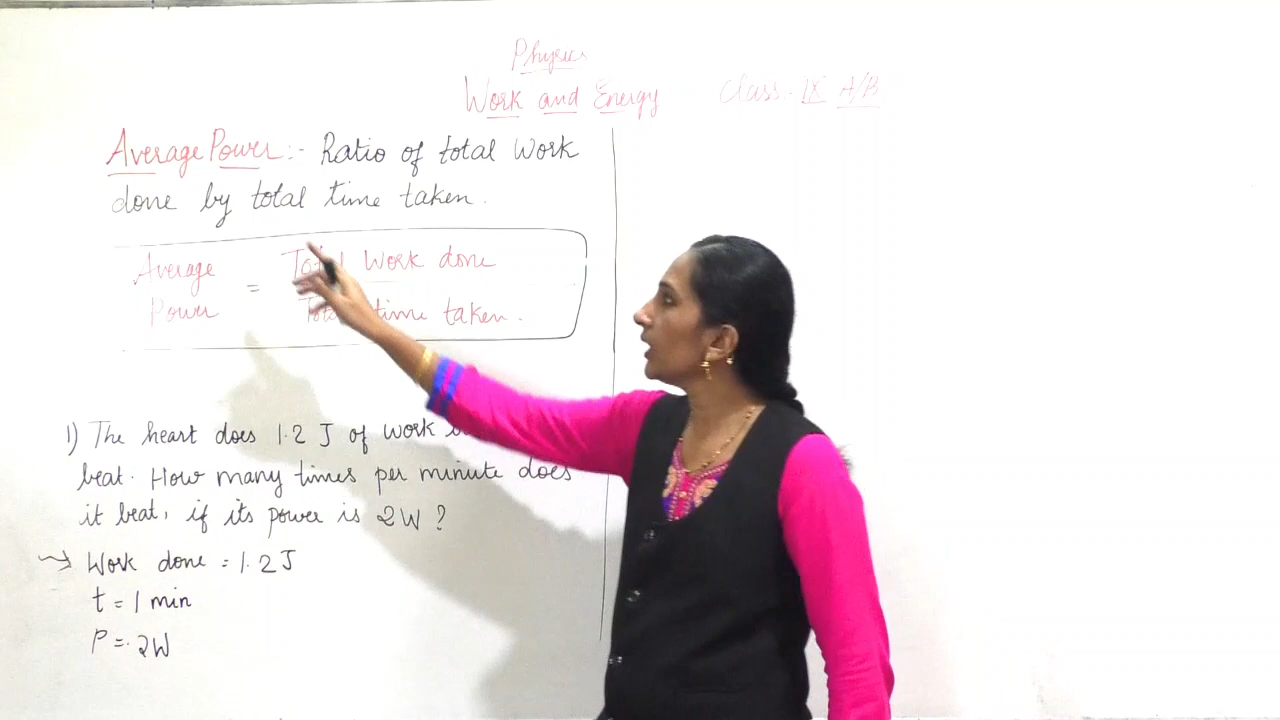 Physics
Work and Energy Class. IX A/B
Average Power:- Ratio of total work
done by total time taken.
Average Power = Total Work done
Total time taken.
1) The heart does 1.2 J of work
beat. How many times per minute does
it beat, if its power is 2W?
Work done = 1.2J
t = 1 min
P = 2W